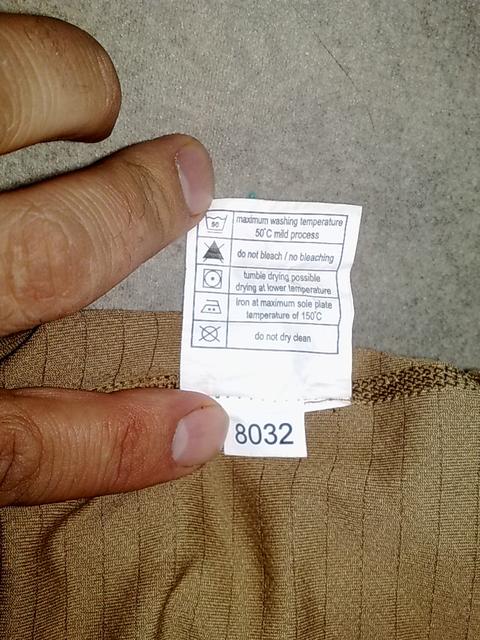 50
maximum washing temperature
50°C mild process
do not bleach / no bleaching
tumble drying possible
drying at lower temperature
iron at maximum sole plate
temperature of 150°C
do not dry clean
8032